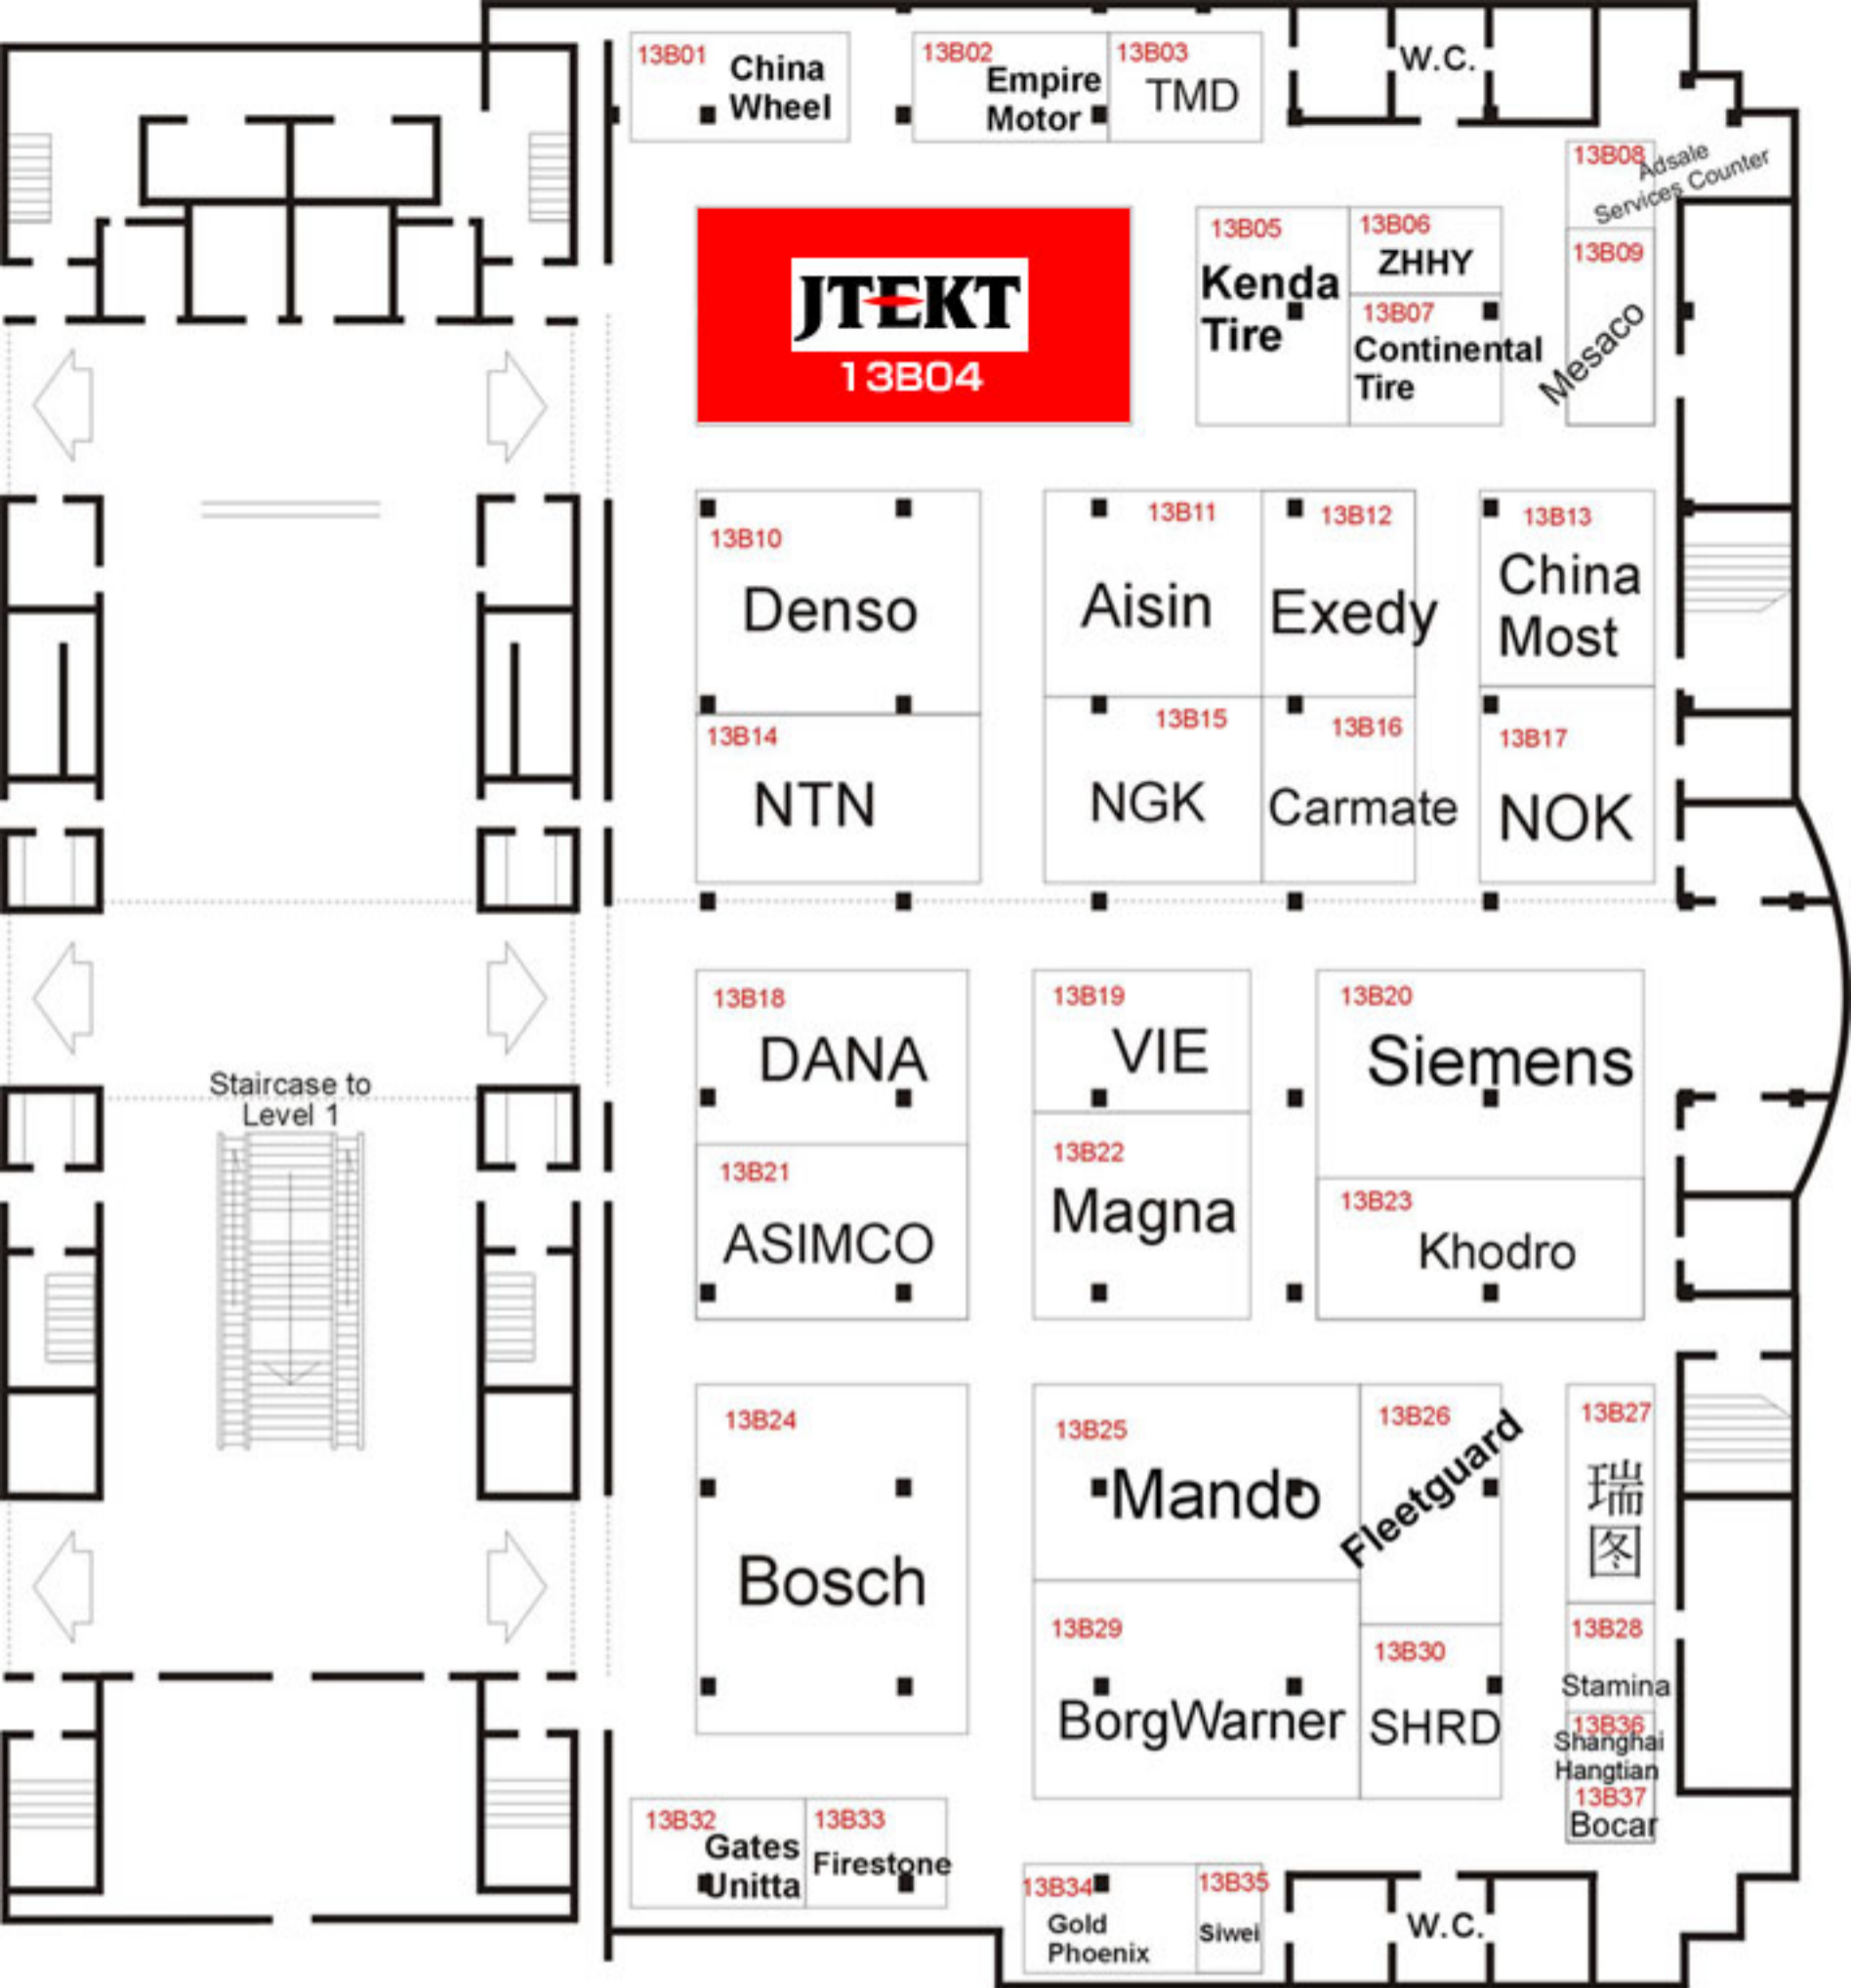 13B01
China
Wheel
13B02
Empire
Motor
13B03
TMD
W.C.
13B08
Adsale
Services Counter
JTEKT
13B04
13B05
Kenda
Tire
13B06
ZHHY
13B07
Continental
Tire
13B09
Mesaco
13B10
Denso
13B11
Aisin
13B12
Exedy
13B13
China
Most
13B14
NTN
13B15
NGK
13B16
Carmate
13B17
NOK
13B18
DANA
13B19
VIE
13B20
Siemens
Staircase to
Level 1
13B21
ASIMCO
13B22
Magna
13B23
Khodro
13B24
Bosch
13B25
Mando
13B26
Fleetguard
13B27
瑞
图
13B28
Stamina
13B29
BorgWarner
13B30
SHRD
13B36
Shanghai
Hangtian
13B37
Bocar
13B32
Gates
Unitta
13B33
Firestone
13B34
Gold
Phoenix
13B35
Siwei
W.C.